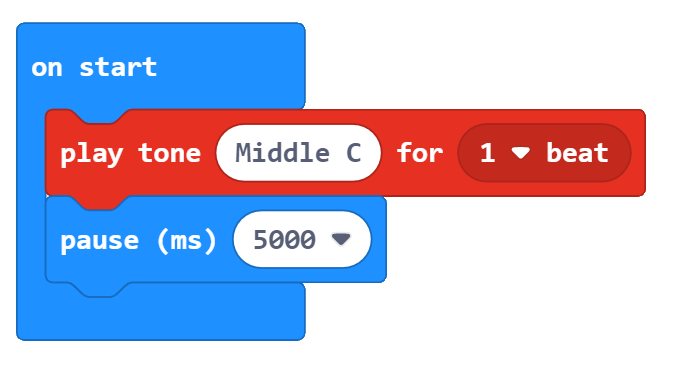 on start
play tone Middle C for 1 beat
pause (ms) 5000